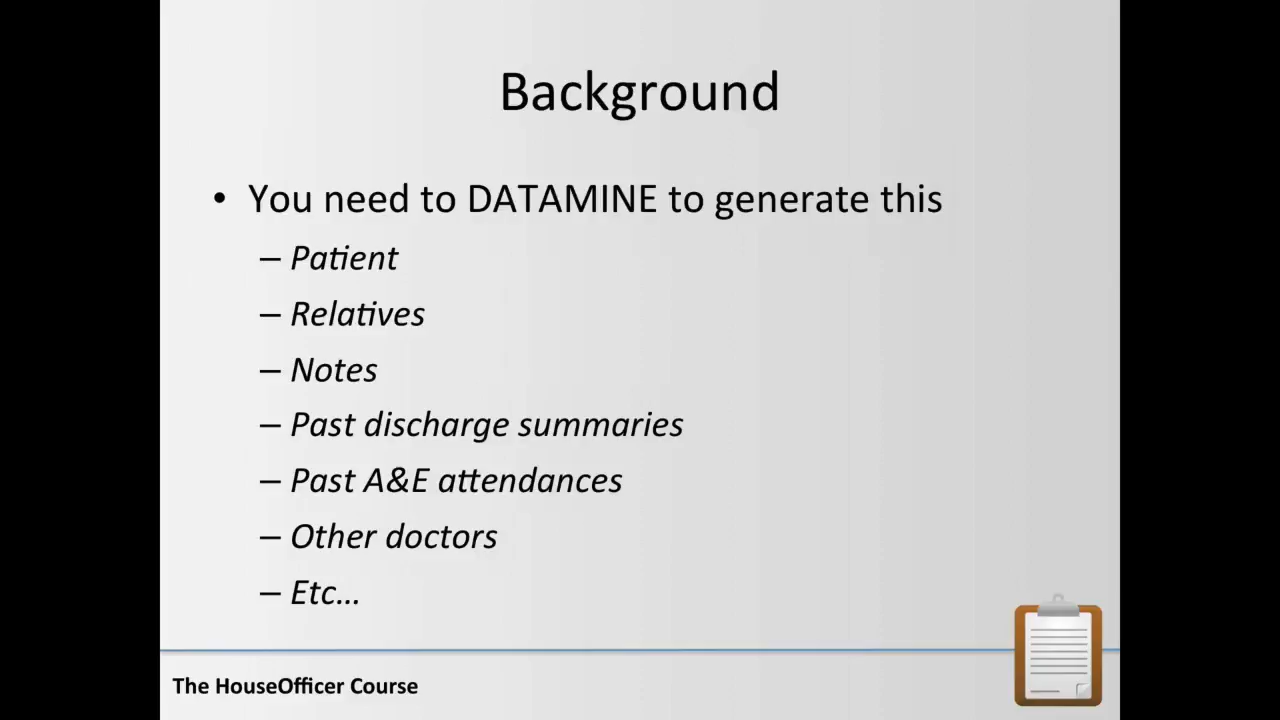 Background
• You need to DATAMINE to generate this
– Patient
– Relatives
– Notes
– Past discharge summaries
– Past A&E attendances
– Other doctors
– Etc…
The HouseOfficer Course